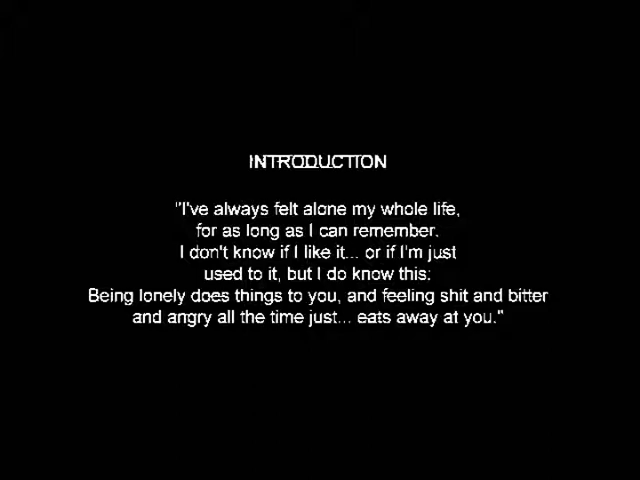 INTRODUCTION
"I've always felt alone my whole life,
for as long as I can remember.
I don't know if I like it... or if I'm just
used to it, but I do know this:
Being lonely does things to you, and feeling shit and bitter
and angry all the time just... eats away at you."